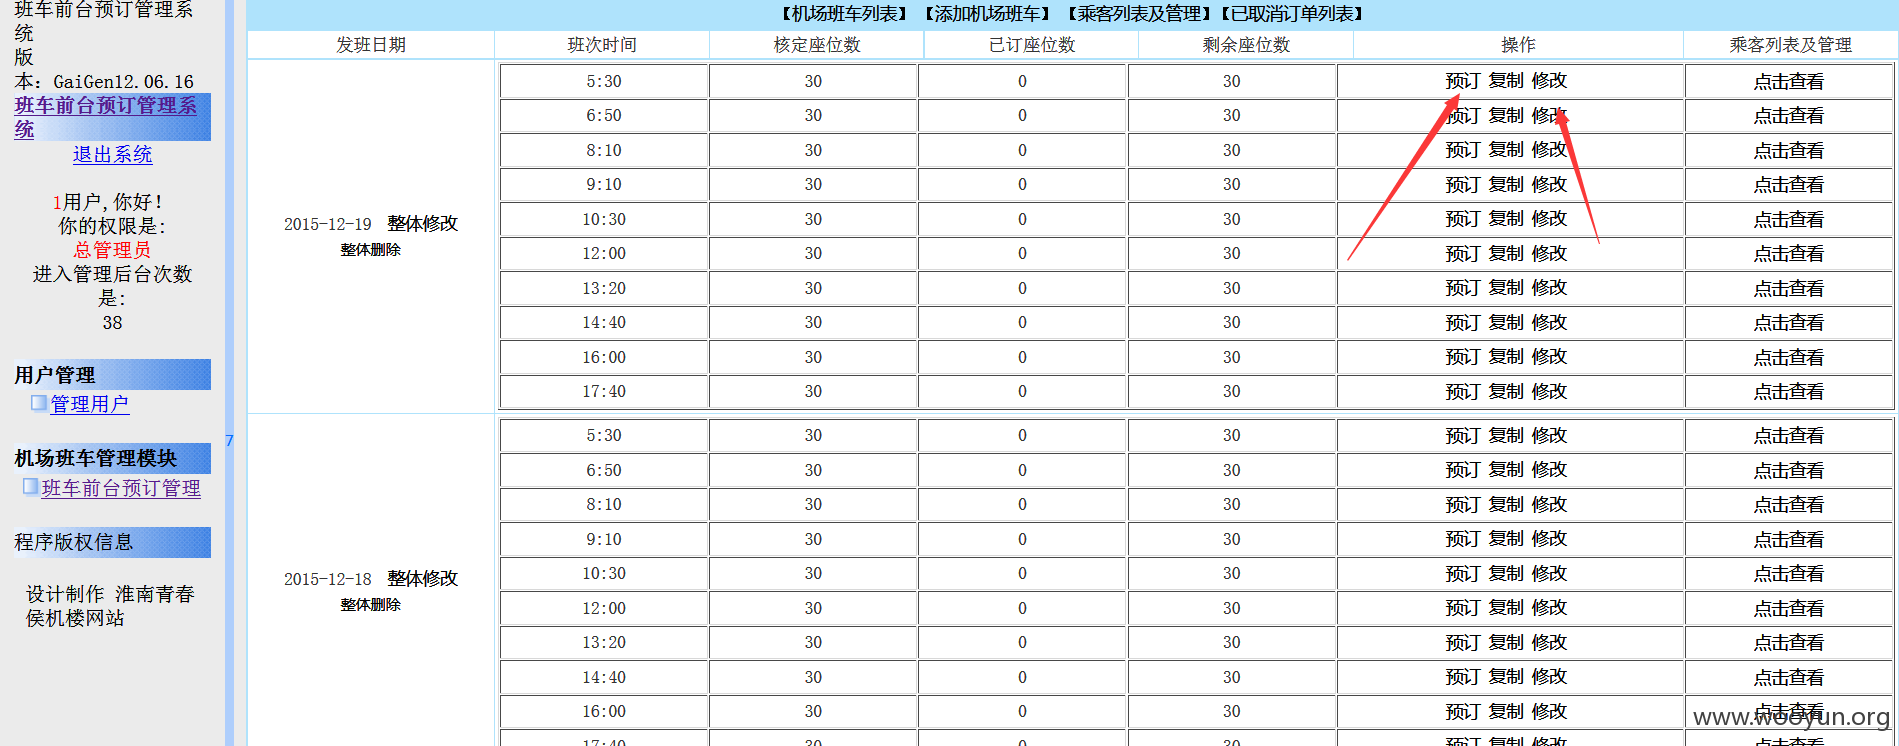 班车前台预订管理系
统
版
本: GaiGen12.06.16
班车前台预订管理系
统
退出系统
1用户,你好!
你的权限是:
总管理员
进入管理后台次数
是:
38
用户管理
管理用户
机场班车管理模块
班车前台预订管理
程序版权信息
设计制作 淮南青春
侯机楼网站
7
【机场班车列表】 【添加机场班车】 【乘客列表及管理】【已取消订单列表】
发班日期 班次时间 核定座位数 已订座位数 剩余座位数 操作 乘客列表及管理
2015-12-19 整体修改
整体删除
5:30 30 0 30 预订 复制 修改 点击查看
6:50 30 0 30 预订 复制 修改 点击查看
8:10 30 0 30 预订 复制 修改 点击查看
9:10 30 0 30 预订 复制 修改 点击查看
10:30 30 0 30 预订 复制 修改 点击查看
12:00 30 0 30 预订 复制 修改 点击查看
13:20 30 0 30 预订 复制 修改 点击查看
14:40 30 0 30 预订 复制 修改 点击查看
16:00 30 0 30 预订 复制 修改 点击查看
17:40 30 0 30 预订 复制 修改 点击查看
2015-12-18 整体修改
整体删除
5:30 30 0 30 预订 复制 修改 点击查看
6:50 30 0 30 预订 复制 修改 点击查看
8:10 30 0 30 预订 复制 修改 点击查看
9:10 30 0 30 预订 复制 修改 点击查看
10:30 30 0 30 预订 复制 修改 点击查看
12:00 30 0 30 预订 复制 修改 点击查看
13:20 30 0 30 预订 复制 修改 点击查看
14:40 30 0 30 预订 复制 修改 点击查看
16:00 30 0 30 预订 复制 修改 点击查看
17:40 30 0 30 预订 复制 修改 点击查看
www.wooyun.org